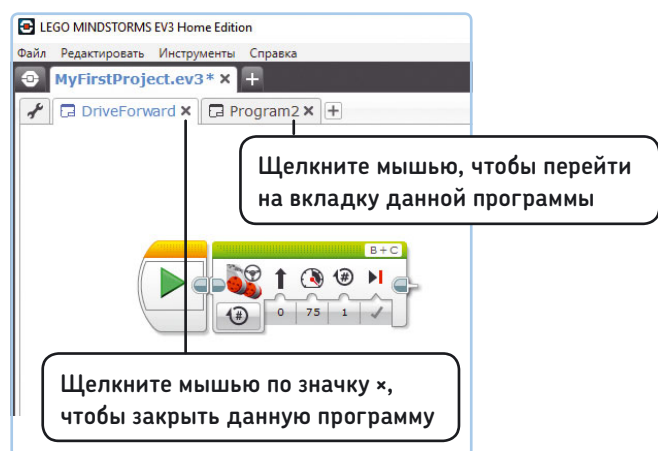 LEGO MINDSTORMS EV3 Home Edition
Файл Редактировать Инструменты Справка
MyFirstProject.ev3* × +
DriveForward × Program2 × +
Щелкните мышью, чтобы перейти
на вкладку данной программы
B + C
#
# 0 75 1
Щелкните мышью по значку ×,
чтобы закрыть данную программу